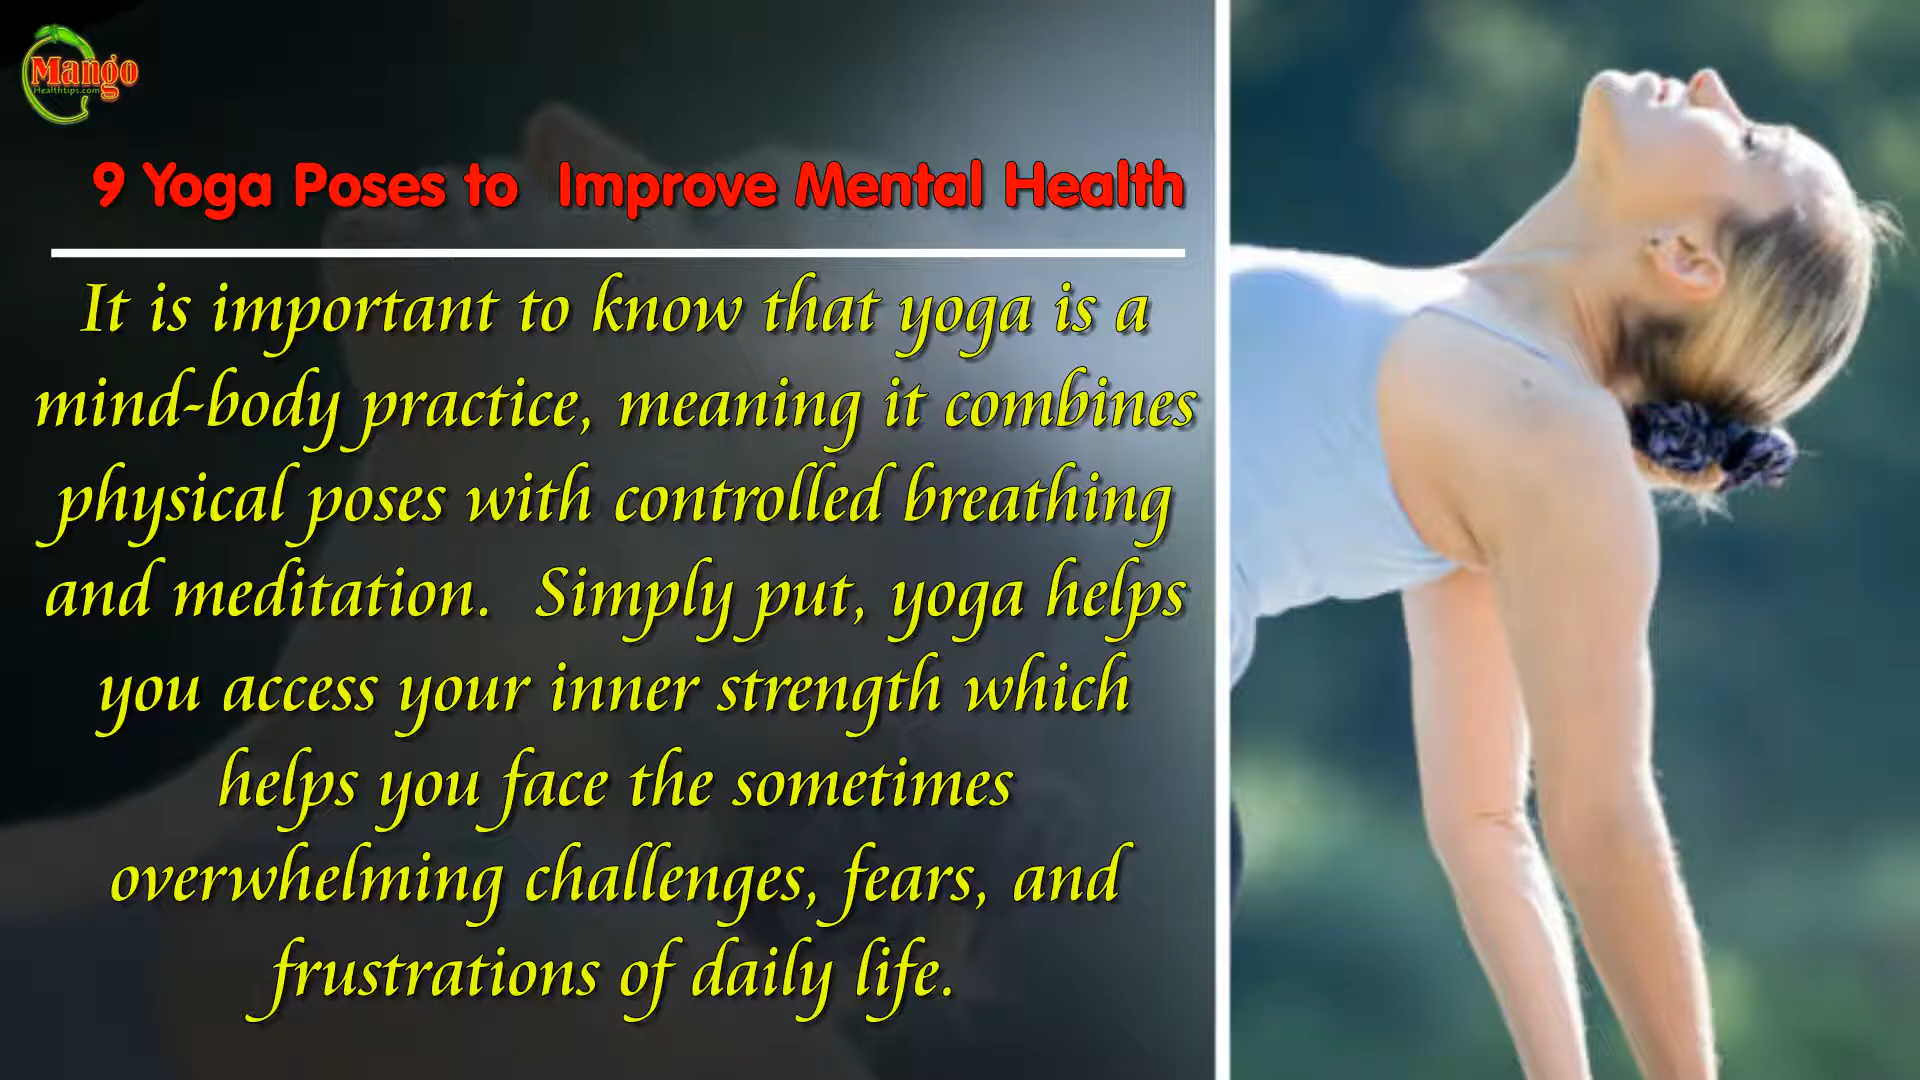 Mango
Healthtips.com
9 Yoga Poses to  Improve Mental Health
It is important to know that yoga is a
mind-body practice, meaning it combines
physical poses with controlled breathing
and meditation.  Simply put, yoga helps
you access your inner strength which
helps you face the sometimes
overwhelming challenges, fears, and
frustrations of daily life.